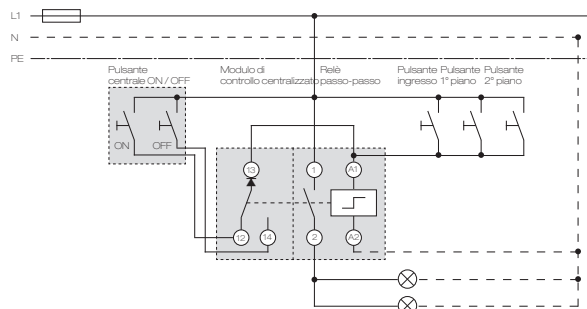 L1
N
PE
Pulsante
centrale ON / OFF
Modulo di
controllo centralizzato
Relè
passo-passo
Pulsante
ingresso
Pulsante
1° piano
Pulsante
2° piano
ON
OFF
13
1
A1
12
14
2
A2